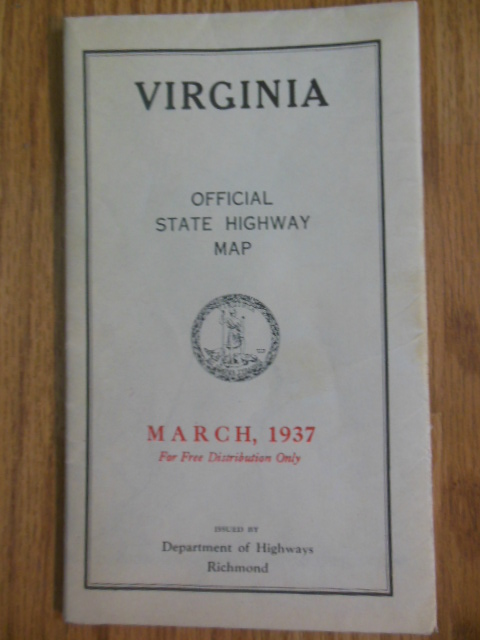 VIRGINIA
OFFICIAL
STATE HIGHWAY
MAP
MARCH, 1937
For Free Distribution Only
ISSUED BY
Department of Highways
Richmond